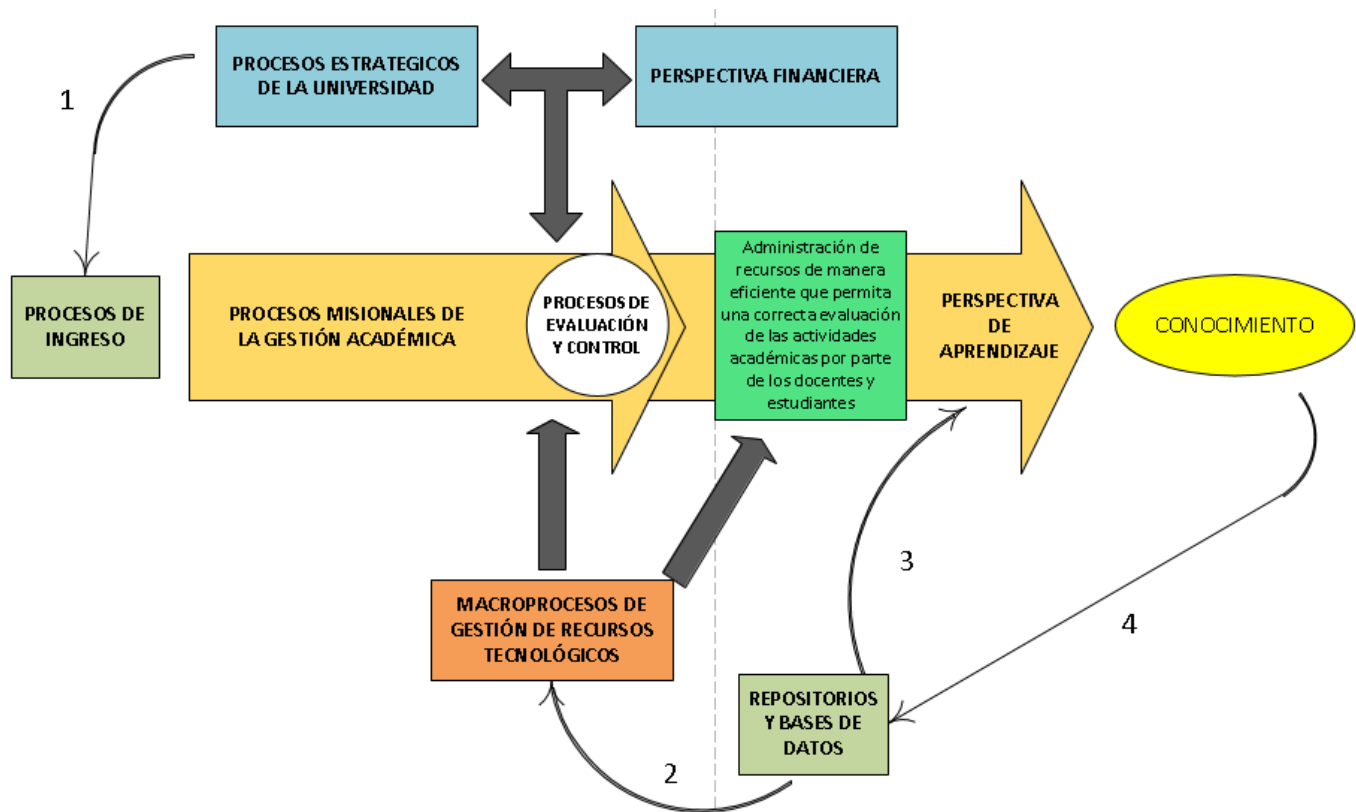 PROCESOS ESTRATEGICOS
DE LA UNIVERSIDAD
PERSPECTIVA FINANCIERA
1
PROCESOS DE
INGRESO
PROCESOS MISIONALES DE
LA GESTIÓN ACADÉMICA
PROCESOS DE
EVALUACIÓN
Y CONTROL
Administración de
recursos de manera
eficiente que permita
una correcta evaluación
de las actividades
académicas por parte
de los docentes y
estudiantes
PERSPECTIVA
DE
APRENDIZAJE
CONOCIMIENTO
3
4
MACROPROCESOS DE
GESTIÓN DE RECURSOS
TECNOLÓGICOS
REPOSITORIOS
Y BASES DE
DATOS
2